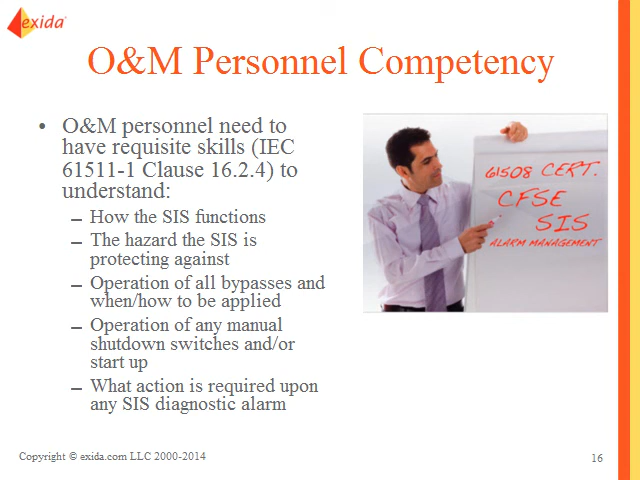 exida
O&M Personnel Competency
• O&M personnel need to
have requisite skills (IEC
61511-1 Clause 16.2.4) to
understand:
– How the SIS functions
– The hazard the SIS is
protecting against
– Operation of all bypasses and
when/how to be applied
– Operation of any manual
shutdown switches and/or
start up
– What action is required upon
any SIS diagnostic alarm
61508 CERT.
CFSE
SIS
ALARM MANAGEMENT
Copyright © exida.com LLC 2000-2014
16